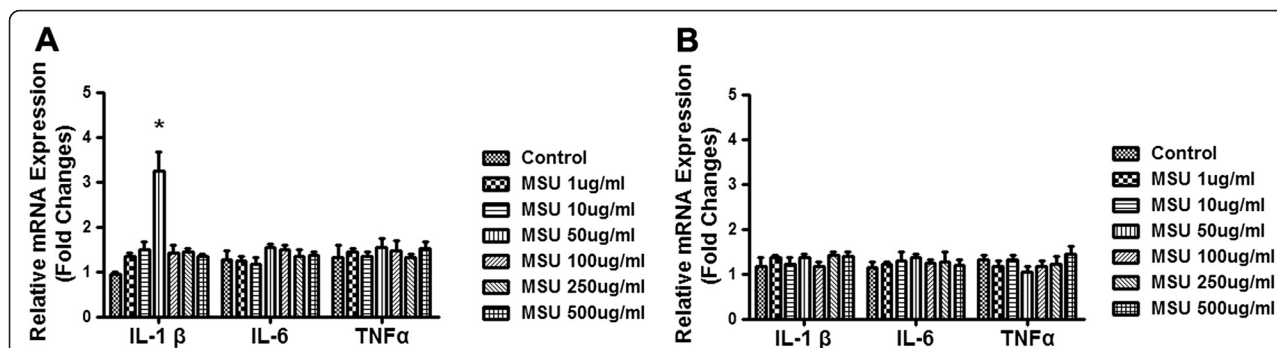 A
Relative mRNA Expression
(Fold Changes)
5
4
3
2
1
0
*
IL-1 β
IL-6
TNFα
Control
MSU 1ug/ml
MSU 10ug/ml
MSU 50ug/ml
MSU 100ug/ml
MSU 250ug/ml
MSU 500ug/ml
B
Relative mRNA Expression
(Fold Changes)
5
4
3
2
1
0
IL-1 β
IL-6
TNFα
Control
MSU 1ug/ml
MSU 10ug/ml
MSU 50ug/ml
MSU 100ug/ml
MSU 250ug/ml
MSU 500ug/ml